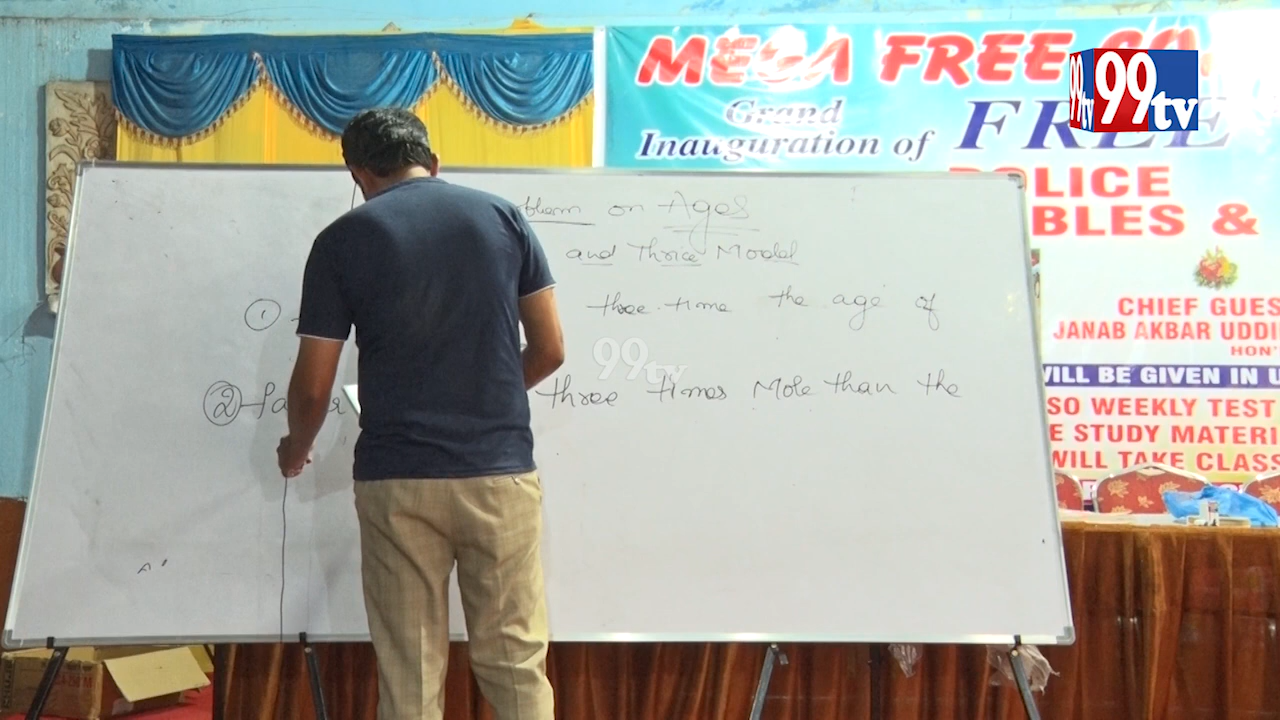 MEGA FREE
Grand
Inauguration of FREE
POLICE
BLES &
CHIEF GUES
JANAB AKBAR UDDI
HON'
WILL BE GIVEN IN U
SO WEEKLY TEST
E STUDY MATERI
WILL TAKE CLASS
99tv 99tv
blem on Ages
and Thrice Model
① three time the age of
② three times More than the
99tv